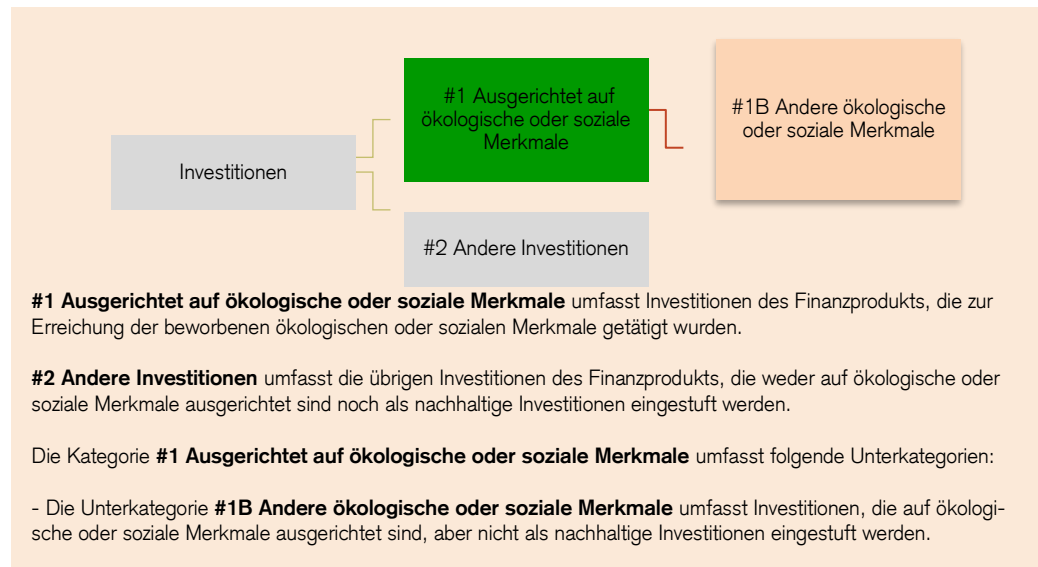 #1 Ausgerichtet auf
ökologische oder soziale
Merkmale
#1B Andere ökologische
oder soziale Merkmale
Investitionen
#2 Andere Investitionen
#1 Ausgerichtet auf ökologische oder soziale Merkmale umfasst Investitionen des Finanzprodukts, die zur
Erreichung der beworbenen ökologischen oder sozialen Merkmale getätigt wurden.
#2 Andere Investitionen umfasst die übrigen Investitionen des Finanzprodukts, die weder auf ökologische oder
soziale Merkmale ausgerichtet sind noch als nachhaltige Investitionen eingestuft werden.
Die Kategorie #1 Ausgerichtet auf ökologische oder soziale Merkmale umfasst folgende Unterkategorien:
- Die Unterkategorie #1B Andere ökologische oder soziale Merkmale umfasst Investitionen, die auf ökologi-
sche oder soziale Merkmale ausgerichtet sind, aber nicht als nachhaltige Investitionen eingestuft werden.